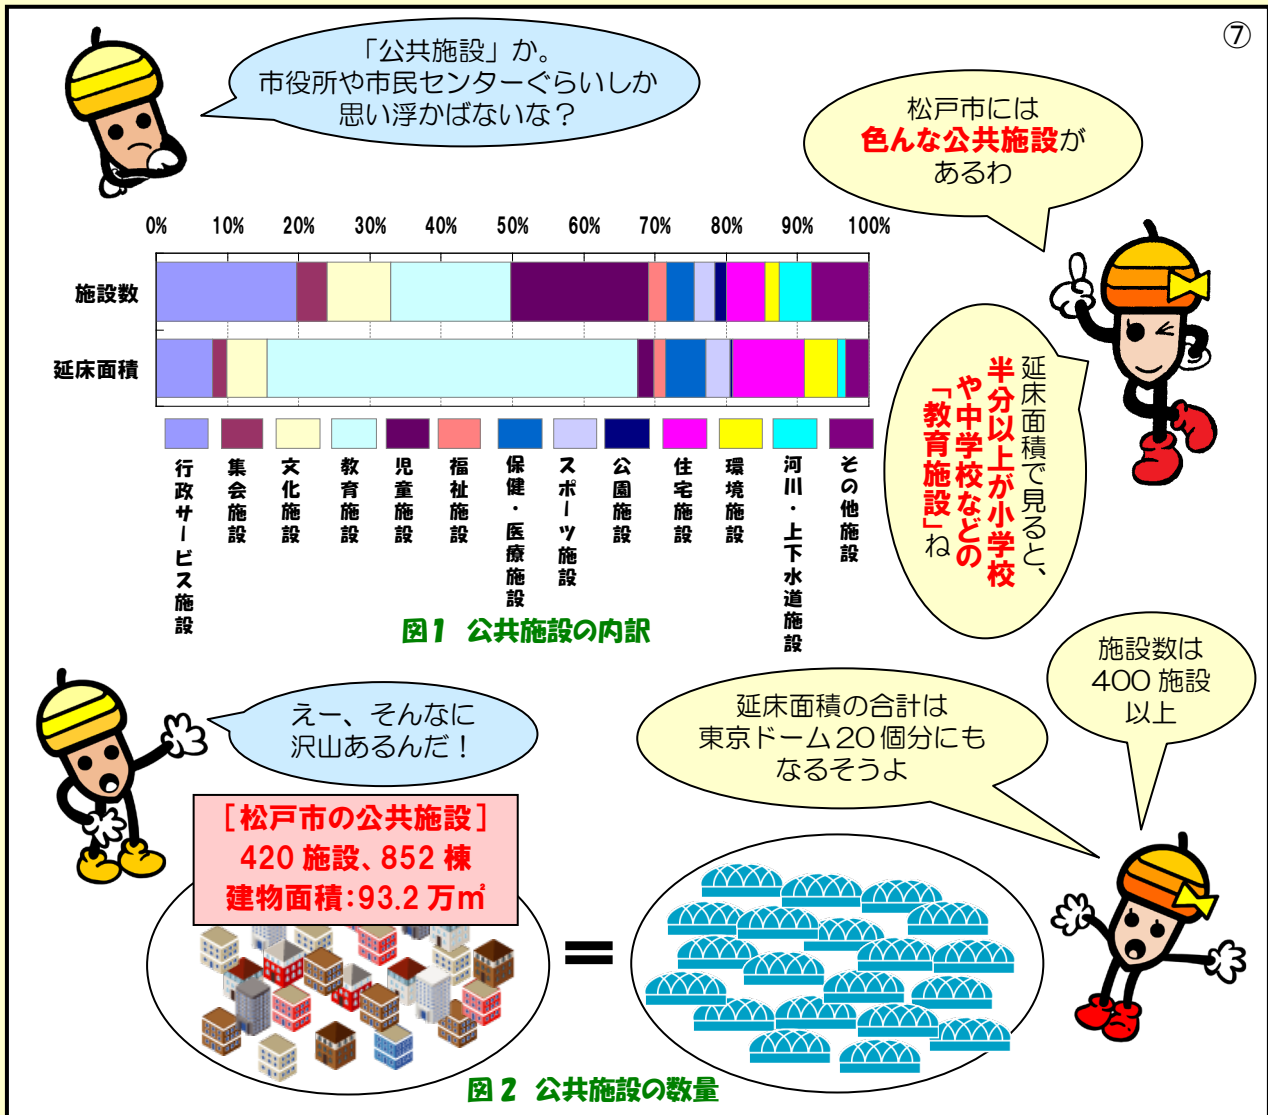 ⑦
「公共施設」か。
市役所や市民センターぐらいしか
思い浮かばないな？
松戸市には
色んな公共施設が
あるわ
0% 10% 20% 30% 40% 50% 60% 70% 80% 90% 100%
施設数
延床面積
行政サービス施設
集会施設
文化施設
教育施設
児童施設
福祉施設
保健・医療施設
スポーツ施設
公園施設
住宅施設
環境施設
河川・上下水道施設
その他施設
図1 公共施設の内訳
延床面積で見ると、
半分以上が小学校
や中学校などの
「教育施設」ね
えー、そんなに
沢山あるんだ！
延床面積の合計は
東京ドーム20個分にも
なるそうよ
施設数は
400施設
以上
［松戸市の公共施設］
420施設、852棟
建物面積：93.2万㎡
=
図2 公共施設の数量